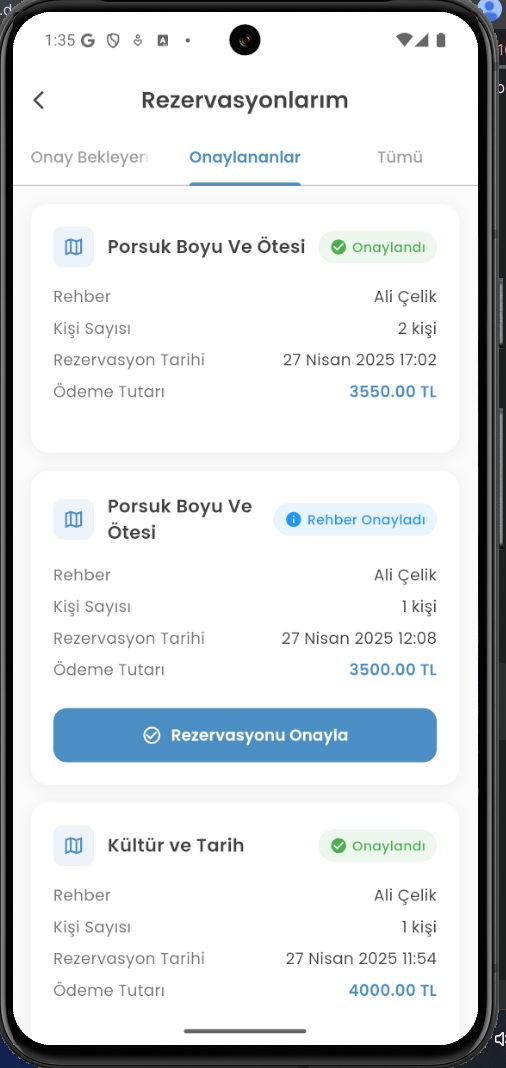 1:35
Rezervasyonlarım
Onay Bekleyen
Onaylananlar
Tümü
Porsuk Boyu Ve Ötesi
Onaylandı
Rehber
Ali Çelik
Kişi Sayısı
2 kişi
Rezervasyon Tarihi
27 Nisan 2025 17:02
Ödeme Tutarı
3550.00 TL
Porsuk Boyu Ve
Ötesi
Rehber Onayladı
Rehber
Ali Çelik
Kişi Sayısı
1 kişi
Rezervasyon Tarihi
27 Nisan 2025 12:08
Ödeme Tutarı
3500.00 TL
Rezervasyonu Onayla
Kültür ve Tarih
Onaylandı
Rehber
Ali Çelik
Kişi Sayısı
1 kişi
Rezervasyon Tarihi
27 Nisan 2025 11:54
Ödeme Tutarı
4000.00 TL